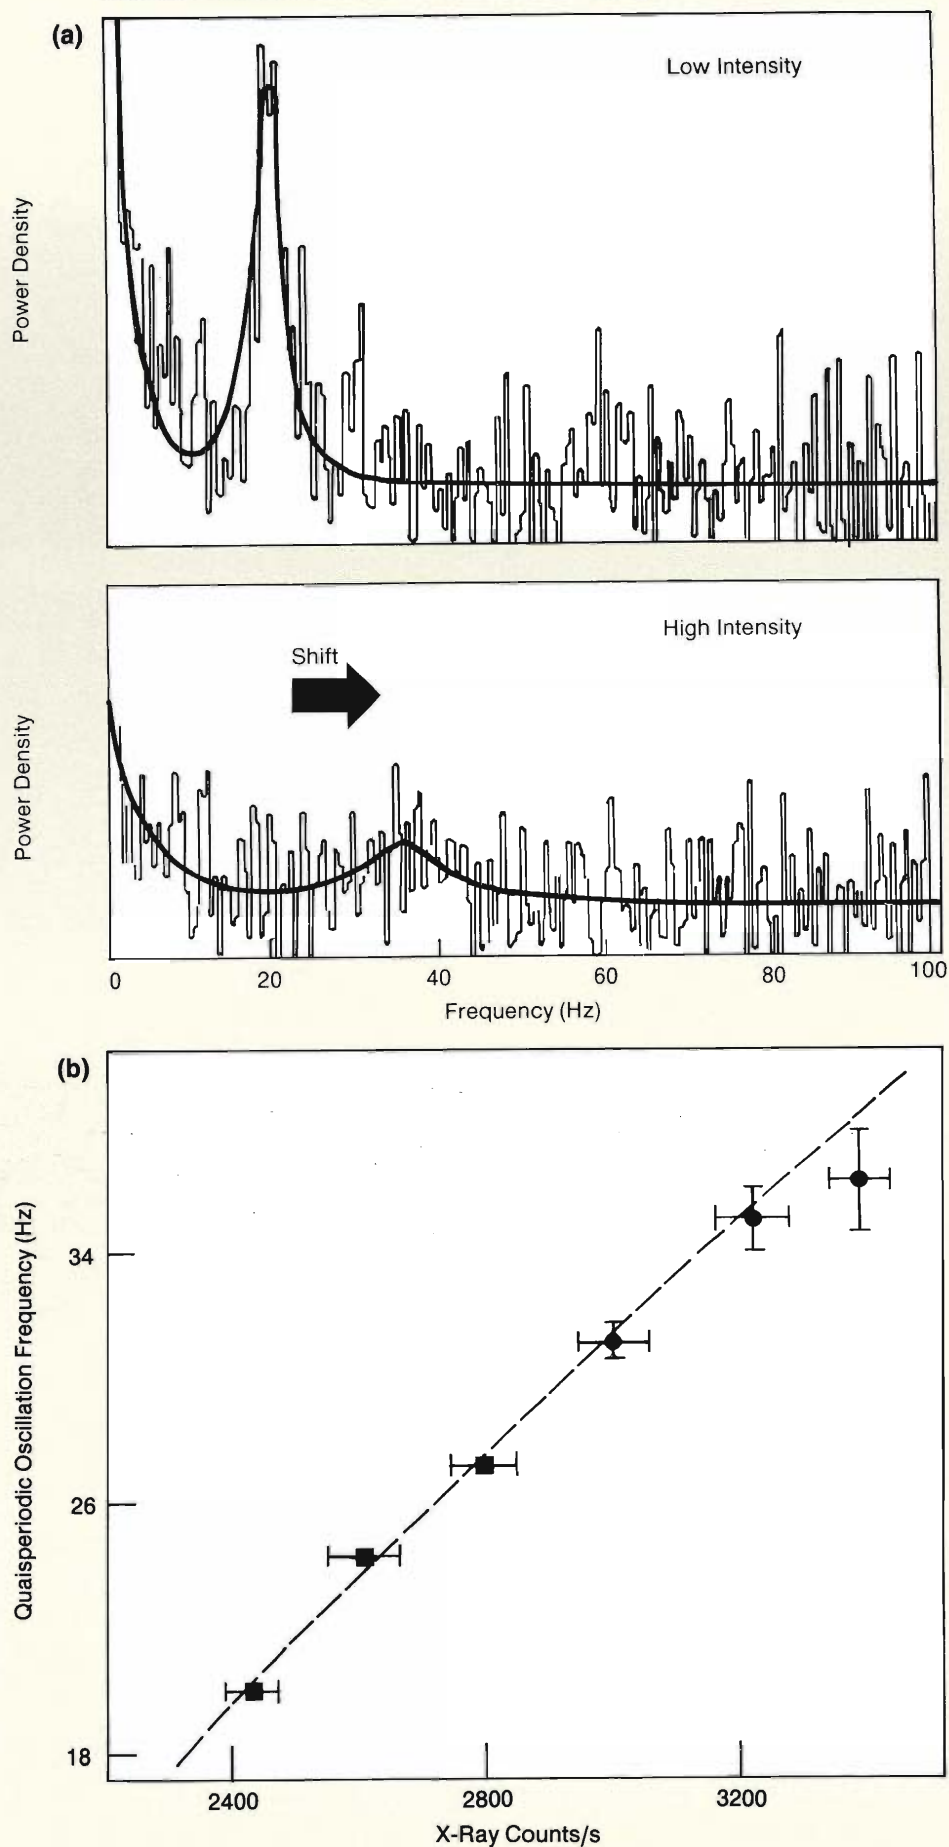 (a)
Low Intensity
Power Density
High Intensity
Shift
Power Density
0 20 40 60 80 100
Frequency (Hz)
(b)
Quaisperiodic Oscillation Frequency (Hz)
34
26
18
2400 2800 3200
X-Ray Counts/s